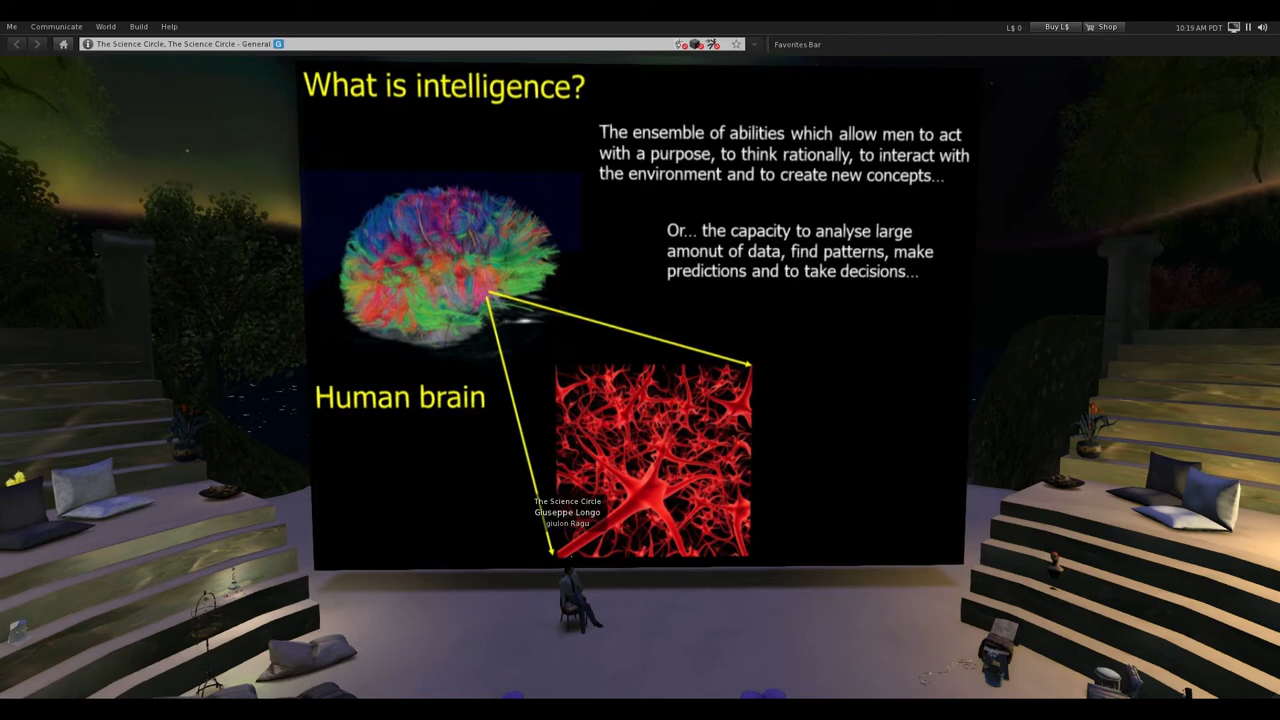 Me Communicate World Build Help L$ 0 Buy L$ Shop 10:19 AM PDT
The Science Circle, The Science Circle - General G Favorites Bar
What is intelligence?
The ensemble of abilities which allow men to act
with a purpose, to think rationally, to interact with
the environment and to create new concepts...
Or... the capacity to analyse large
amonut of data, find patterns, make
predictions and to take decisions...
Human brain
The Science Circle
Giuseppe Longo
giulon Ragu